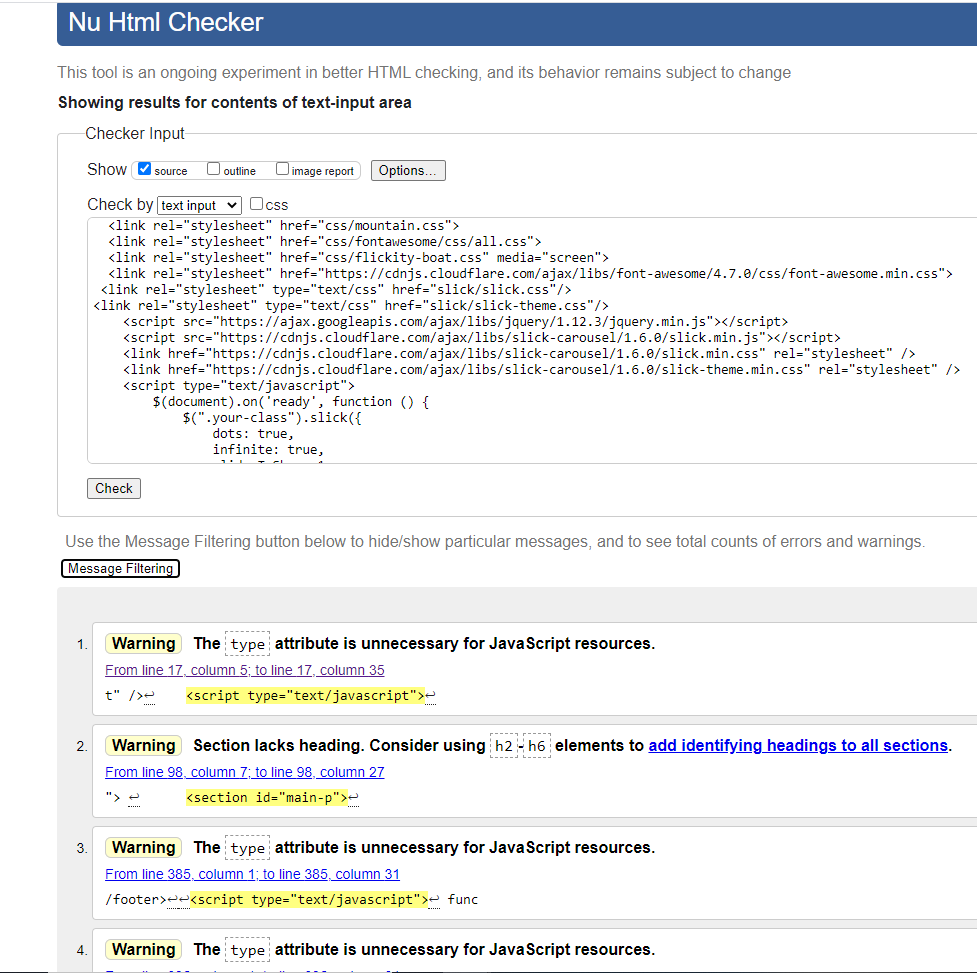 Nu Html Checker
This tool is an ongoing experiment in better HTML checking, and its behavior remains subject to change
Showing results for contents of text-input area
Checker Input
Show source outline image report Options...
Check by text input css
<link rel="stylesheet" href="css/mountain.css">
<link rel="stylesheet" href="css/fontawesome/css/all.css">
<link rel="stylesheet" href="css/flickity-boat.css" media="screen">
<link rel="stylesheet" href="https://cdnjs.cloudflare.com/ajax/libs/font-awesome/4.7.0/css/font-awesome.min.css">
<link rel="stylesheet" type="text/css" href="slick/slick.css"/>
<link rel="stylesheet" type="text/css" href="slick/slick-theme.css"/>
<script src="https://ajax.googleapis.com/ajax/libs/jquery/1.12.3/jquery.min.js"></script>
<script src="https://cdnjs.cloudflare.com/ajax/libs/slick-carousel/1.6.0/slick.min.js"></script>
<link href="https://cdnjs.cloudflare.com/ajax/libs/slick-carousel/1.6.0/slick.min.css" rel="stylesheet" />
<link href="https://cdnjs.cloudflare.com/ajax/libs/slick-carousel/1.6.0/slick-theme.min.css" rel="stylesheet" />
<script type="text/javascript">
$(document).on('ready', function () {
$(".your-class").slick({
dots: true,
infinite: true,
Check
Use the Message Filtering button below to hide/show particular messages, and to see total counts of errors and warnings.
Message Filtering
1. Warning The type attribute is unnecessary for JavaScript resources.
From line 17, column 5; to line 17, column 35
t" />↩ <script type="text/javascript">↩
2. Warning Section lacks heading. Consider using h2-h6 elements to add identifying headings to all sections.
From line 98, column 7; to line 98, column 27
"> ↩ <section id="main-p">↩
3. Warning The type attribute is unnecessary for JavaScript resources.
From line 385, column 1; to line 385, column 31
/footer>↩↩<script type="text/javascript">↩ func
4. Warning The type attribute is unnecessary for JavaScript resources.